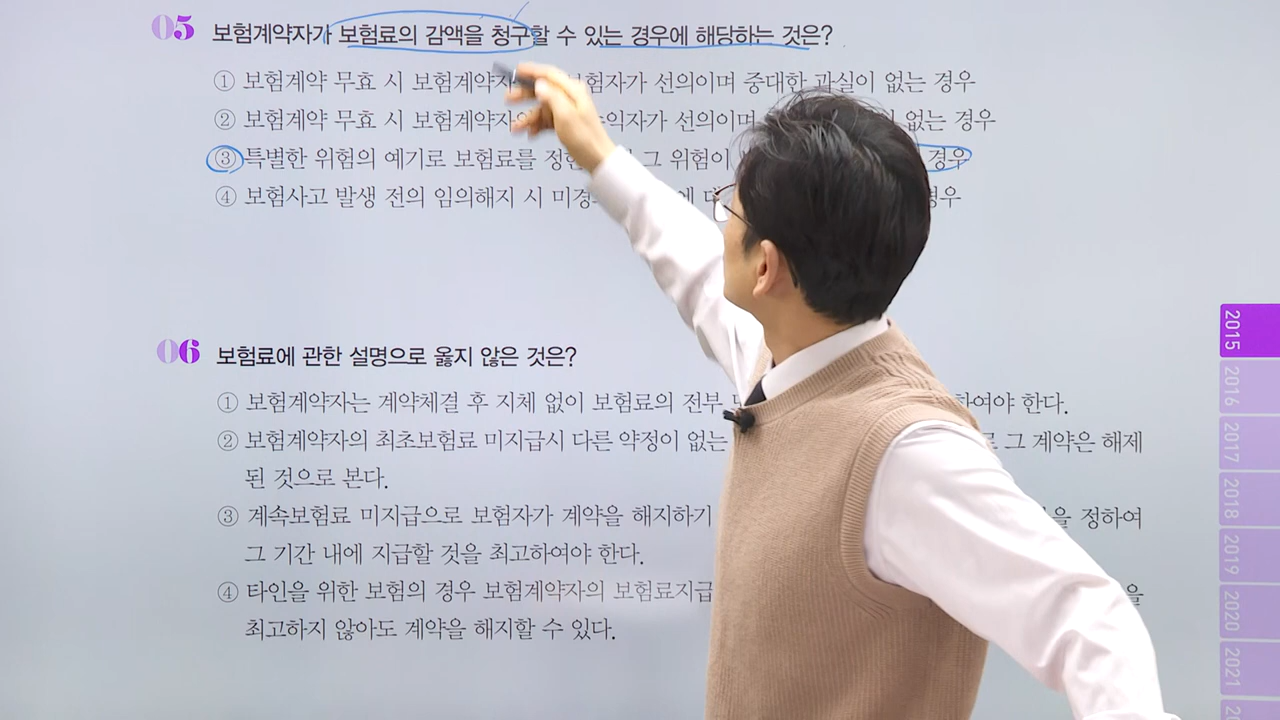 05 보험계약자가 보험료의 감액을 청구할 수 있는 경우에 해당하는 것은?
① 보험계약 무효 시 보험계약자 보험자가 선의이며 중대한 과실이 없는 경우
② 보험계약 무효 시 보험계약자 수익자가 선의이며 없는 경우
③ 특별한 위험의 예기로 보험료를 정한 그 위험이 경우
④ 보험사고 발생 전의 임의해지 시 경우
06 보험료에 관한 설명으로 옳지 않은 것은?
① 보험계약자는 계약체결 후 지체 없이 보험료의 전부 하여야 한다.
② 보험계약자의 최초보험료 미지급시 다른 약정이 없는 그 계약은 해제
된 것으로 본다.
③ 계속보험료 미지급으로 보험자가 계약을 해지하기 을 정하여
그 기간 내에 지급할 것을 최고하여야 한다.
④ 타인을 위한 보험의 경우 보험계약자의 보험료지급 을
최고하지 않아도 계약을 해지할 수 있다.
2015
2016
2017
2018
2019
2020
2021